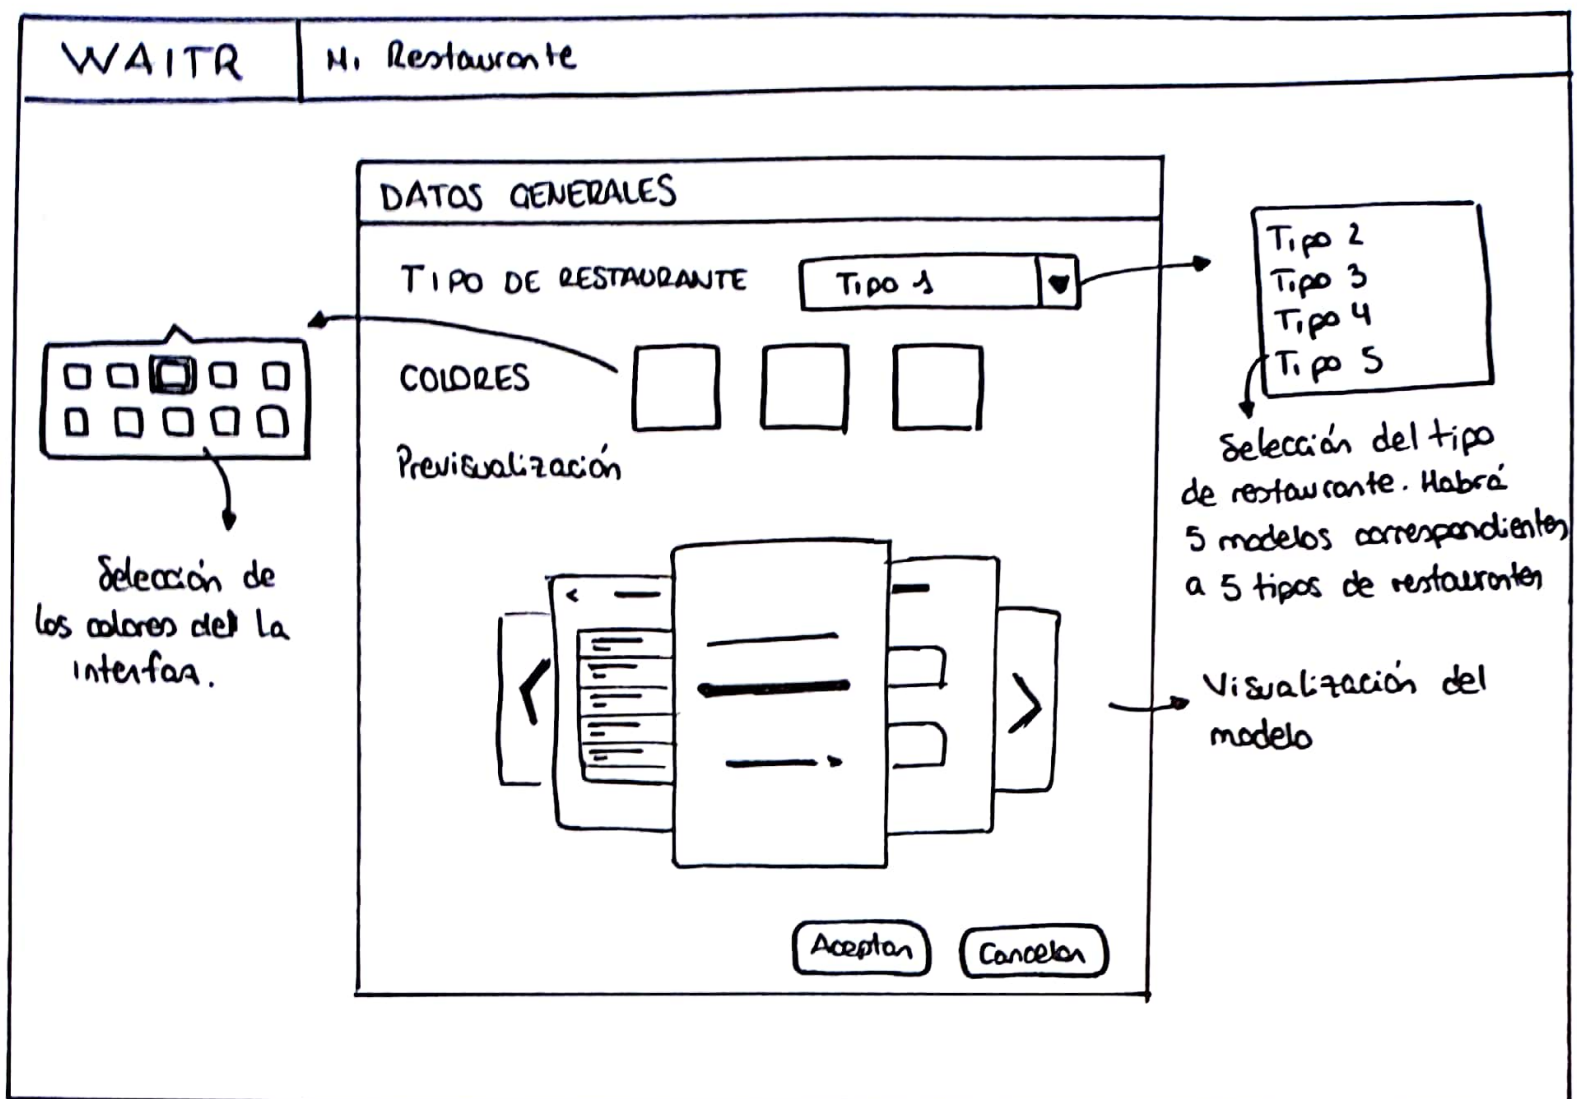 WAITR
Mi Restaurante
DATOS GENERALES
TIPO DE RESTAURANTE
Tipo 1
Tipo 2
Tipo 3
Tipo 4
Tipo 5
COLORES
Previsualización
Selección del tipo
de restaurante. Habrá
5 modelos correspondientes
a 5 tipos de restaurantes
Selección de
los colores del la
interfaz.
Visualización del
modelo
Aceptar
Cancelar